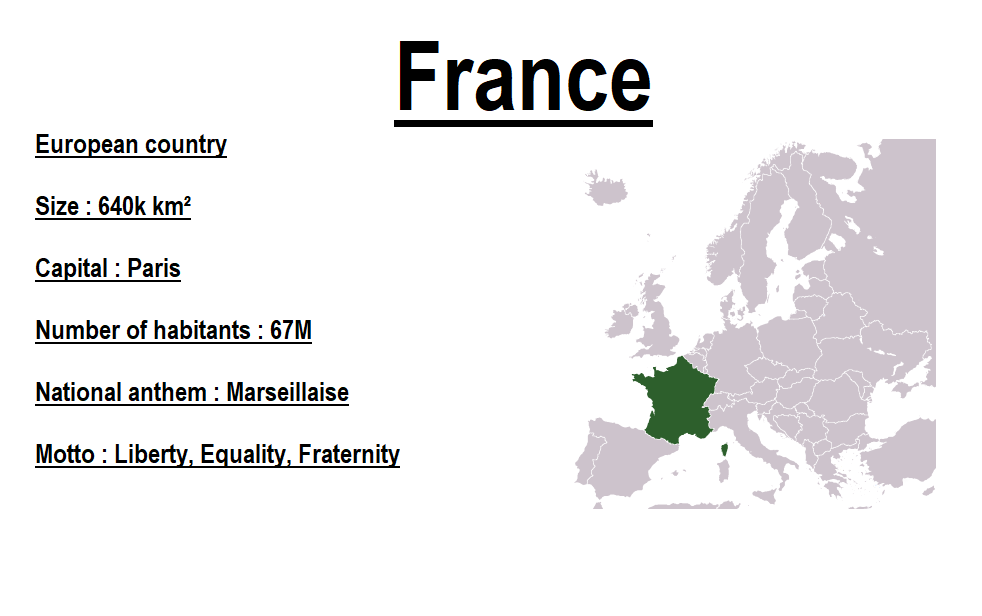 France
European country
Size : 640k km²
Capital : Paris
Number of habitants : 67M
National anthem : Marseillaise
Motto : Liberty, Equality, Fraternity